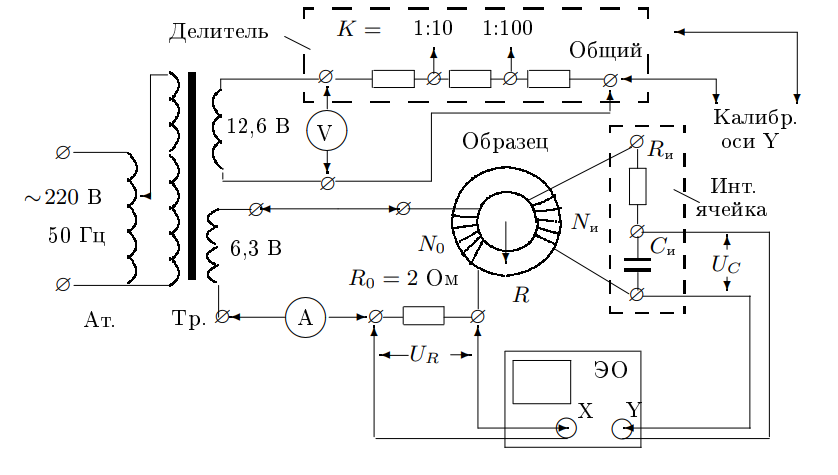 Делитель
K =
1:10
1:100
Общий
12,6 В
V
Калибр.
оси Y
Образец
R_и
Инт.
ячейка
~220 В
50 Гц
N_0
N_и
C_и
6,3 В
U_C
R_0 = 2 Ом
R
Ат.
Тр.
A
U_R
ЭО
X
Y